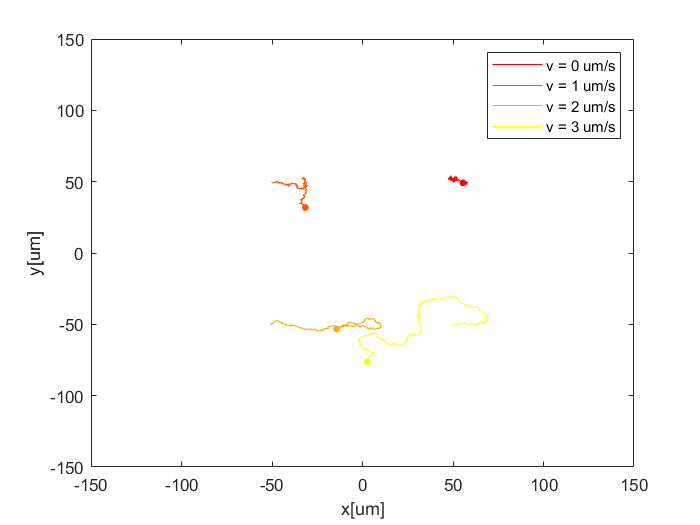 150
100
50
0
-50
-100
-150
-150
-100
-50
0
50
100
150
x[um]
y[um]
v = 0 um/s
v = 1 um/s
v = 2 um/s
v = 3 um/s